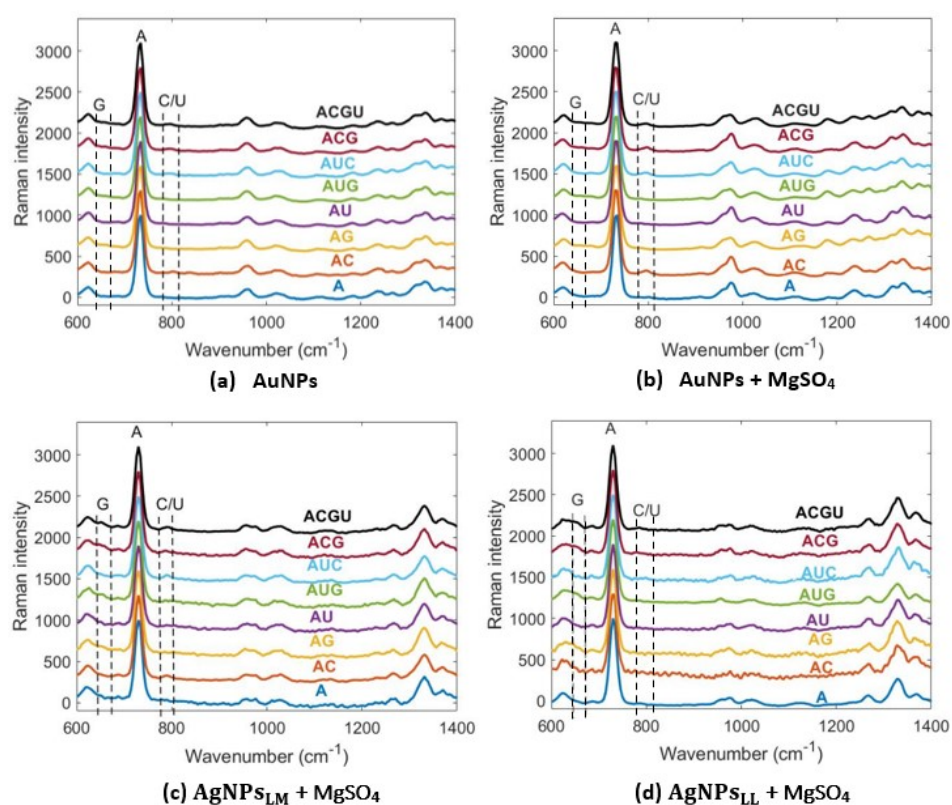 A
G
C/U
3000
2500
2000
1500
1000
500
0
Raman intensity
ACGU
ACG
AUC
AUG
AU
AG
AC
A
600 800 1000 1200 1400
Wavenumber (cm-1)
(a) AuNPs
A
G
C/U
3000
2500
2000
1500
1000
500
0
Raman intensity
ACGU
ACG
AUC
AUG
AU
AG
AC
A
600 800 1000 1200 1400
Wavenumber (cm-1)
(b) AuNPs + MgSO4
A
G
C/U
3000
2500
2000
1500
1000
500
0
Raman intensity
ACGU
ACG
AUC
AUG
AU
AG
AC
A
600 800 1000 1200 1400
Wavenumber (cm-1)
(c) AgNPsLM + MgSO4
A
G
C/U
3000
2500
2000
1500
1000
500
0
Raman intensity
ACGU
ACG
AUC
AUG
AU
AG
AC
A
600 800 1000 1200 1400
Wavenumber (cm-1)
(d) AgNPsLL + MgSO4